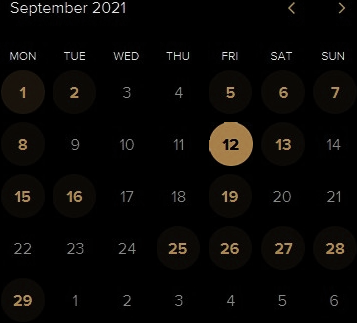 September 2021
MON TUE WED THU FRI SAT SUN
1 2 3 4 5 6 7
8 9 10 11 12 13 14
15 16 17 18 19 20 21
22 23 24 25 26 27 28
29 1 2 3 4 5 6